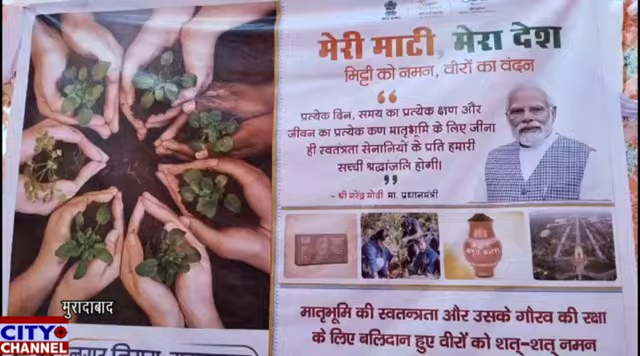 मेरी माटी, मेरा देश
मिट्टी को नमन, वीरों का वंदन
“
प्रत्येक दिन, समय का प्रत्येक क्षण और
जीवन का प्रत्येक कण मातृभूमि के लिए जीना
ही स्वतंत्रता सेनानियों के प्रति हमारी
सच्ची श्रद्धांजलि होगी।
”
- श्री नरेन्द्र मोदी मा. प्रधानमंत्री
मातृभूमि की स्वतन्त्रता और उसके गौरव की रक्षा
के लिए बलिदान हुए वीरों को शत्-शत् नमन
मुरादाबाद
CITY
CHANNEL